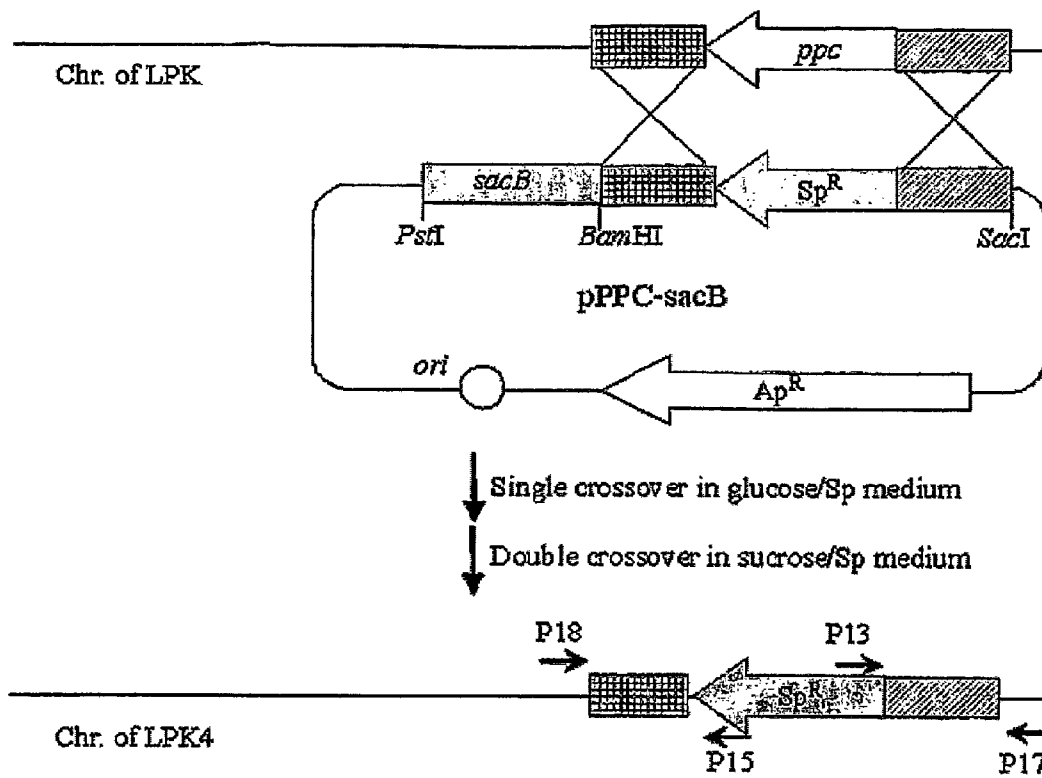 ppc
Chr. of LPK
sacB
Sp^R
PstI
BamHI
SacI
pPPC-sacB
ori
Ap^R
Single crossover in glucose/Sp medium
Double crossover in sucrose/Sp medium
P18
P13
Sp^R
Chr. of LPK4
P15
P17